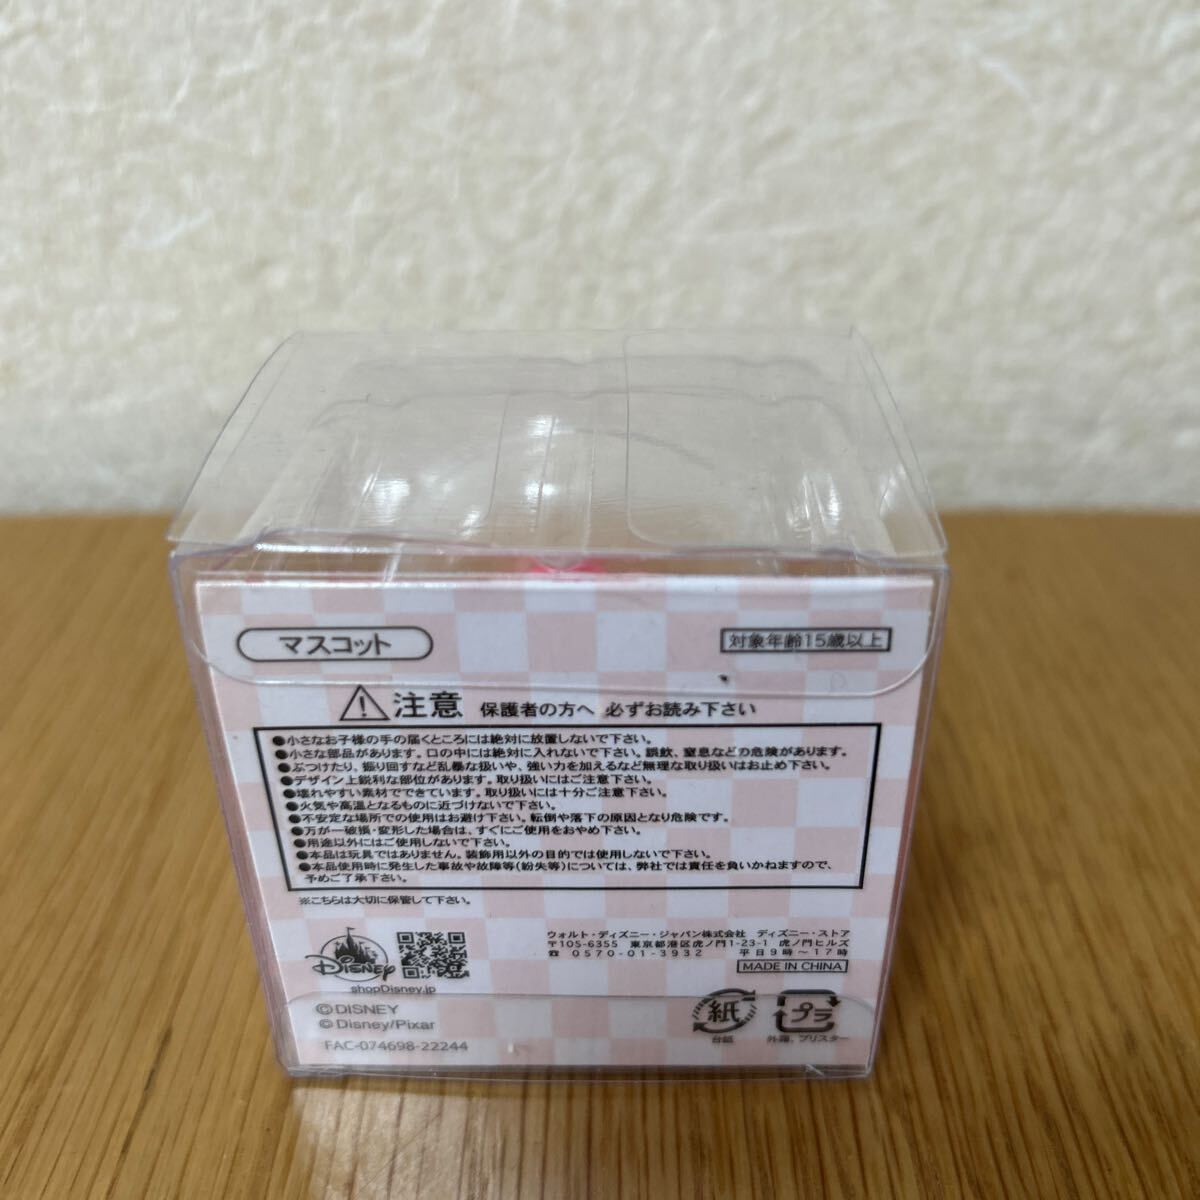 マスコット
対象年齢15歳以上
注意 保護者の方へ 必ずお読み下さい
●小さなお子様の手の届くところには絶対に放置しないで下さい。
●小さな部品があります。口の中には絶対に入れないで下さい。誤飲、窒息などの危険があります。
●ぶつけたり、振り回すなど乱暴な扱いや、強い力を加えるなど無理な取り扱いはお止め下さい。
●デザイン上鋭利な部位があります。取り扱いにはご注意下さい。
●壊れやすい素材でできています。取り扱いには十分ご注意下さい。
●火気や高温となるものに近づけないで下さい。
●不安定な場所での使用はお避け下さい。転倒や落下の原因となり危険です。
●万が一破損・変形した場合は、すぐにご使用をおやめ下さい。
●用途以外にはご使用しないで下さい。
●本品は玩具ではありません。装飾用以外の目的では使用しないで下さい。
●本品使用時に発生した事故や故障等(紛失等)については、弊社では責任を負いかねますので、
予めご了承下さい。
※こちらは大切に保管して下さい。
ウォルト・ディズニー・ジャパン株式会社 ディズニー・ストア
〒105-6355 東京都港区虎ノ門1-23-1 虎ノ門ヒルズ
☎ 0570-01-3932 平日9時～17時
MADE IN CHINA
DISNEY
shopDisney.jp
©DISNEY
©Disney/Pixar
FAC-074698-22244
紙
台紙
プラ
外箱、ブリスター